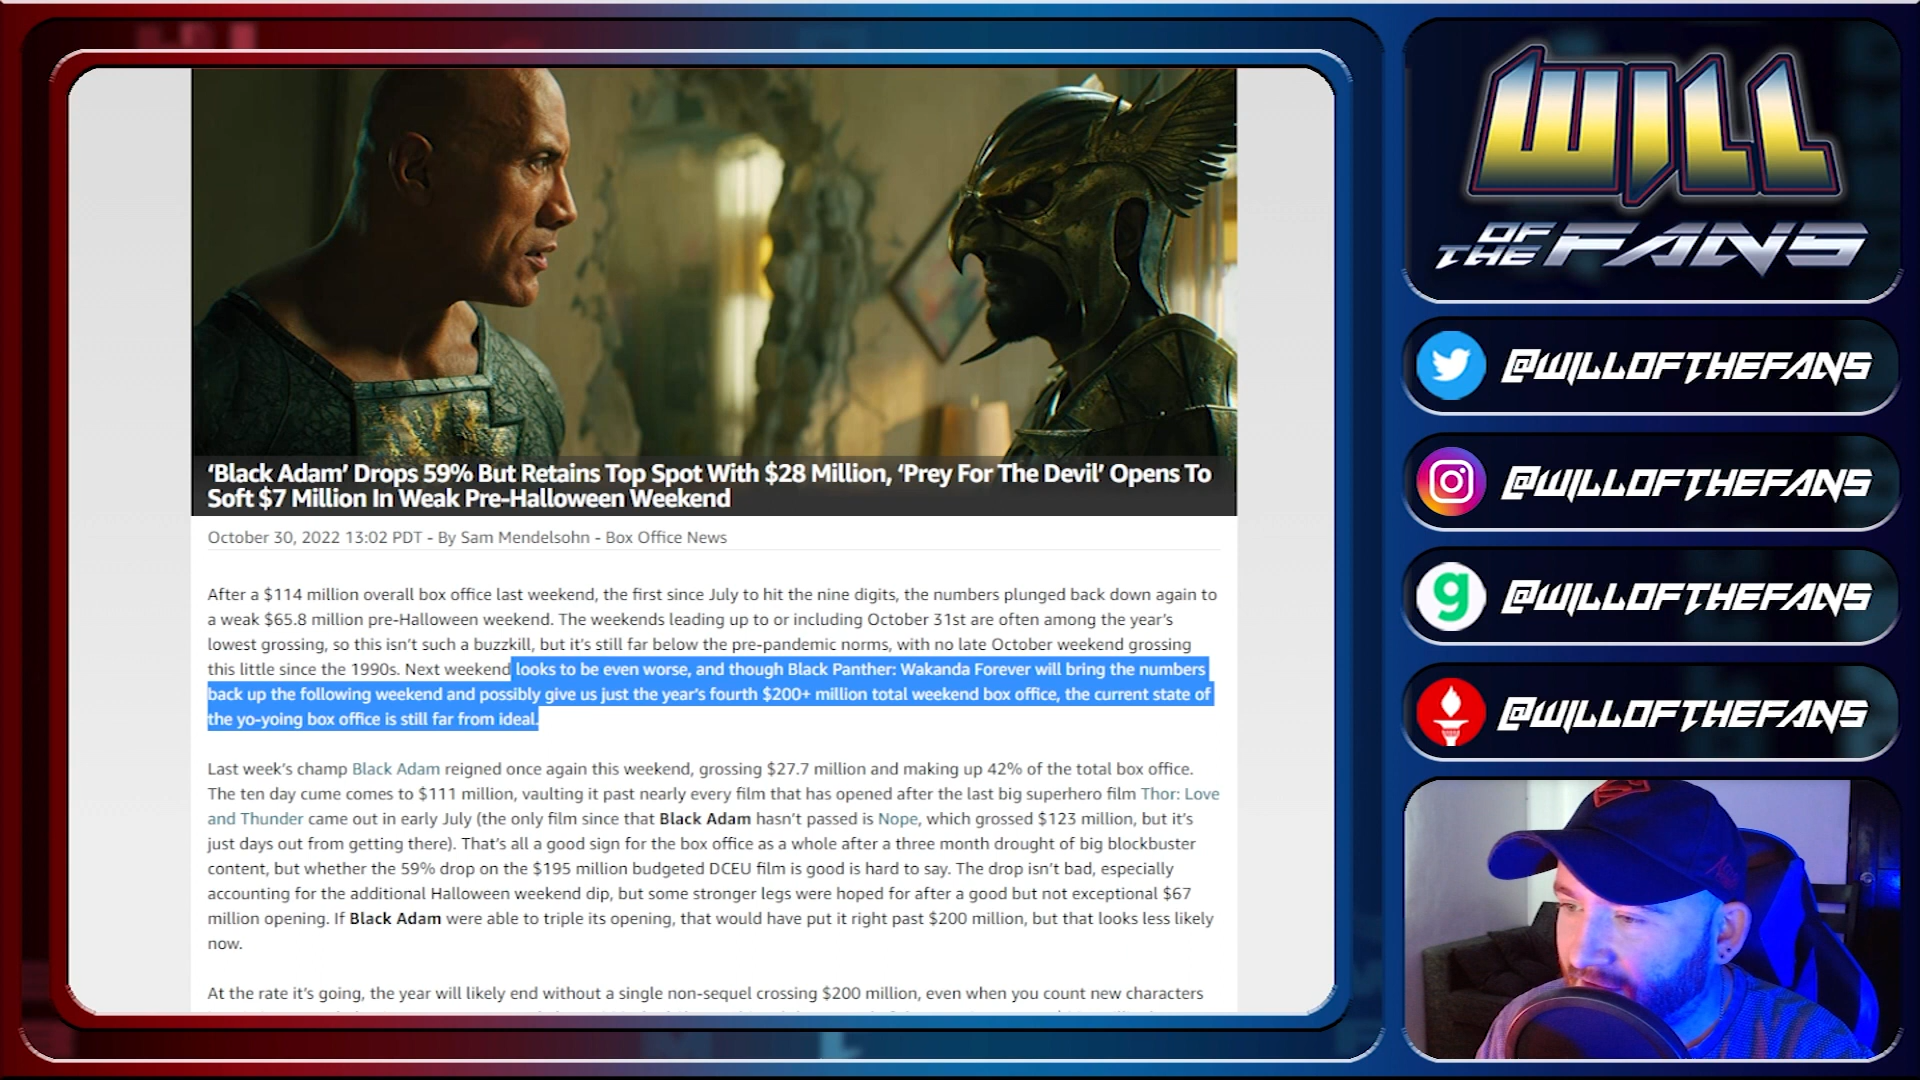 ‘Black Adam’ Drops 59% But Retains Top Spot With $28 Million, ‘Prey For The Devil’ Opens To
Soft $7 Million In Weak Pre-Halloween Weekend
October 30, 2022 13:02 PDT - By Sam Mendelsohn - Box Office News
After a $114 million overall box office last weekend, the first since July to hit the nine digits, the numbers plunged back down again to
a weak $65.8 million pre-Halloween weekend. The weekends leading up to or including October 31st are often among the year’s
lowest grossing, so this isn’t such a buzzkill, but it’s still far below the pre-pandemic norms, with no late October weekend grossing
this little since the 1990s. Next weekend looks to be even worse, and though Black Panther: Wakanda Forever will bring the numbers
back up the following weekend and possibly give us just the year’s fourth $200+ million total weekend box office, the current state of
the yo-yoing box office is still far from ideal.
Last week’s champ Black Adam reigned once again this weekend, grossing $27.7 million and making up 42% of the total box office.
The ten day cume comes to $111 million, vaulting it past nearly every film that has opened after the last big superhero film Thor: Love
and Thunder came out in early July (the only film since that Black Adam hasn’t passed is Nope, which grossed $123 million, but it’s
just days out from getting there). That’s all a good sign for the box office as a whole after a three month drought of big blockbuster
content, but whether the 59% drop on the $195 million budgeted DCEU film is good is hard to say. The drop isn’t bad, especially
accounting for the additional Halloween weekend dip, but some stronger legs were hoped for after a good but not exceptional $67
million opening. If Black Adam were able to triple its opening, that would have put it right past $200 million, but that looks less likely
now.
At the rate it’s going, the year will likely end without a single non-sequel crossing $200 million, even when you count new characters
WILL
OF
THE FANS
@WILLOFTHEFANS
@WILLOFTHEFANS
g @WILLOFTHEFANS
@WILLOFTHEFANS